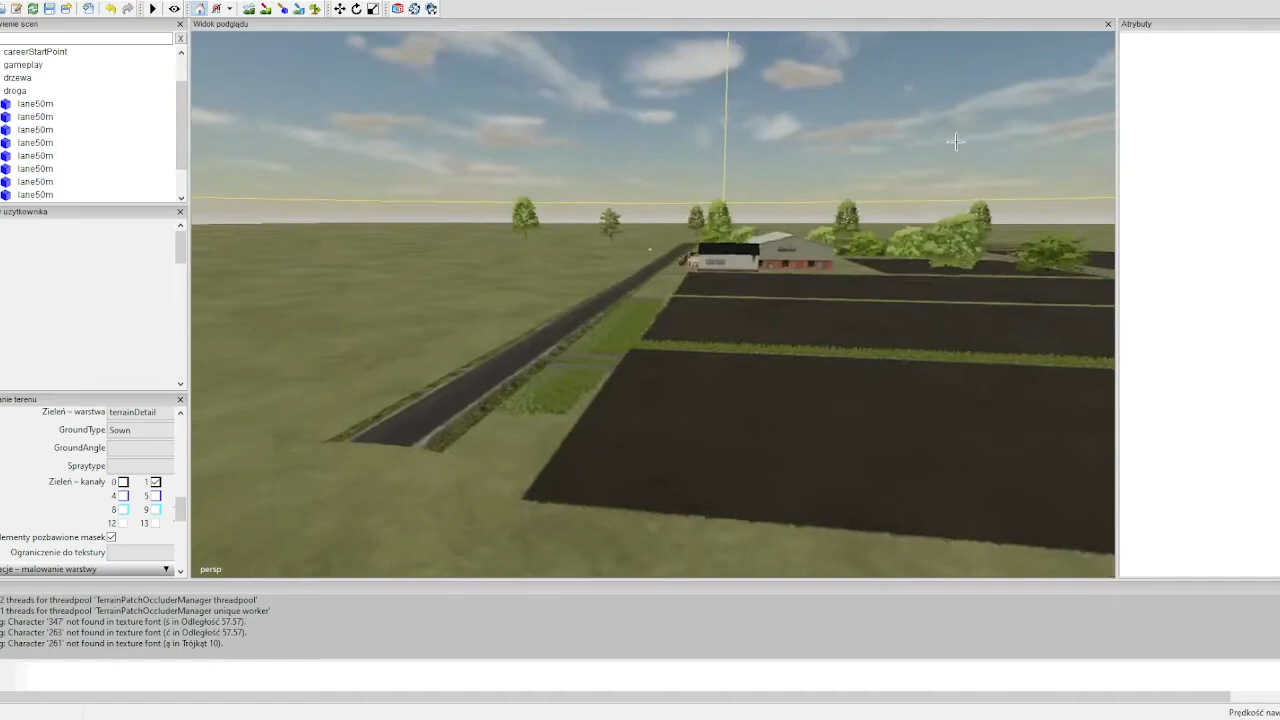 wienie scen
Widok podglądu
Atrybuty
X
careerStartPoint
gameplay
drzewa
droga
lane50m
lane50m
lane50m
lane50m
lane50m
lane50m
lane50m
lane50m
y użytkownika
anie terenu
Zieleń – warstwa terrainDetail
GroundType Sown
GroundAngle
Spraytype
Zieleń – kanały 0 1
4 5
8 9
12 13
lementy pozbawione masek
Ograniczenie do tekstury
acje – malowanie warstwy
persp
2 threads for threadpool 'TerrainPatchOccluderManager threadpool'
1 threads for threadpool 'TerrainPatchOccluderManager unique worker'
g: Character '347' not found in texture font (ś in Odległość 57.57).
g: Character '263' not found in texture font (ć in Odległość 57.57).
g: Character '261' not found in texture font (ą in Trójkąt 10).
Prędkość naw